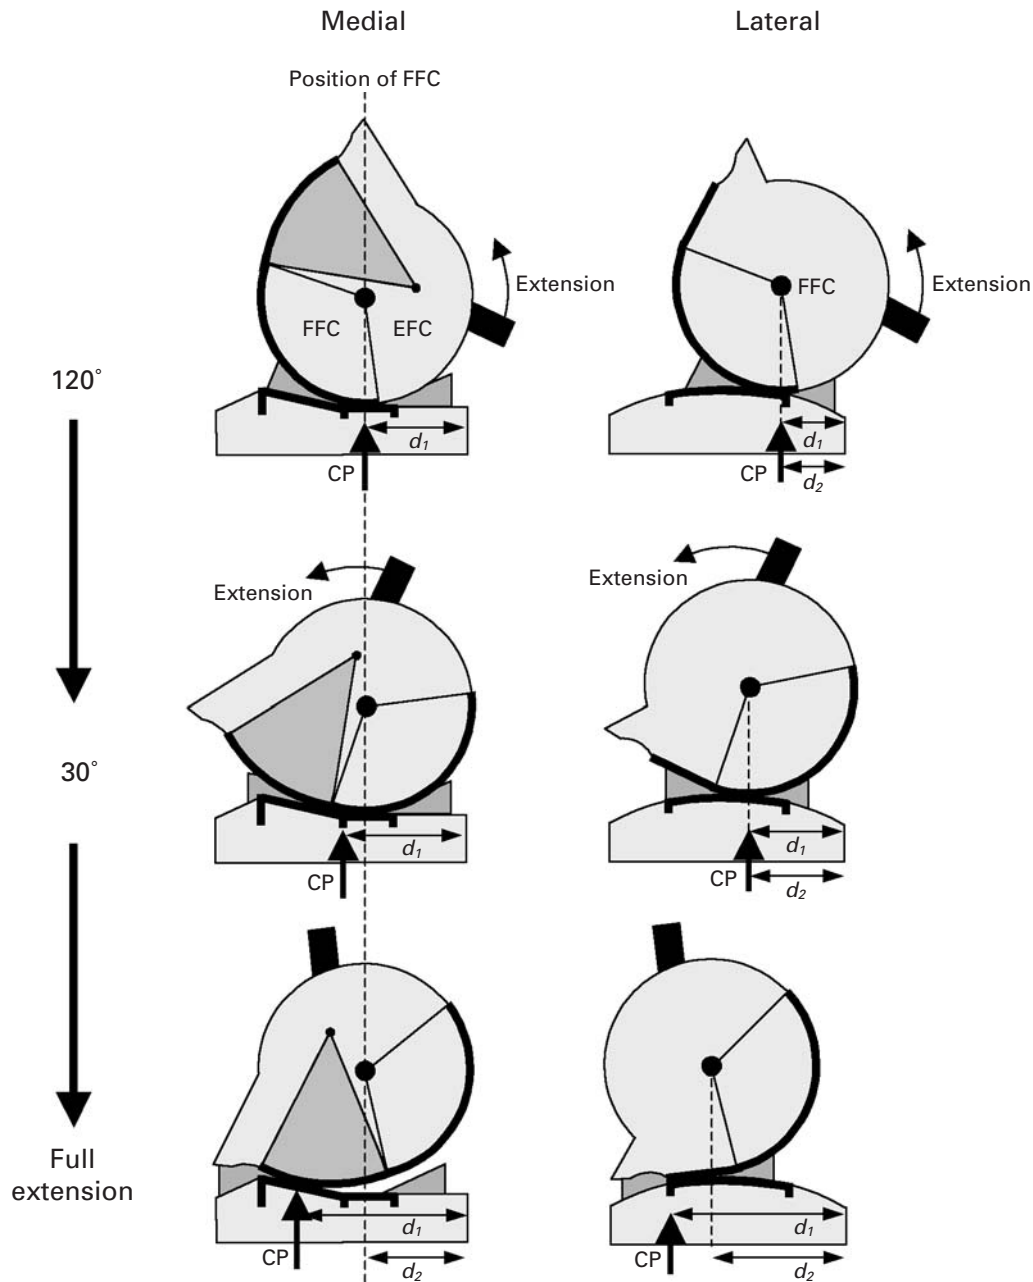 Medial
Lateral
Position of FFC
Extension
FFC
Extension
FFC
EFC
120°
d1
d1
CP
CP
d2
Extension
Extension
30°
d1
d1
CP
CP
d2
Full
extension
d1
d1
CP
d2
CP
d2